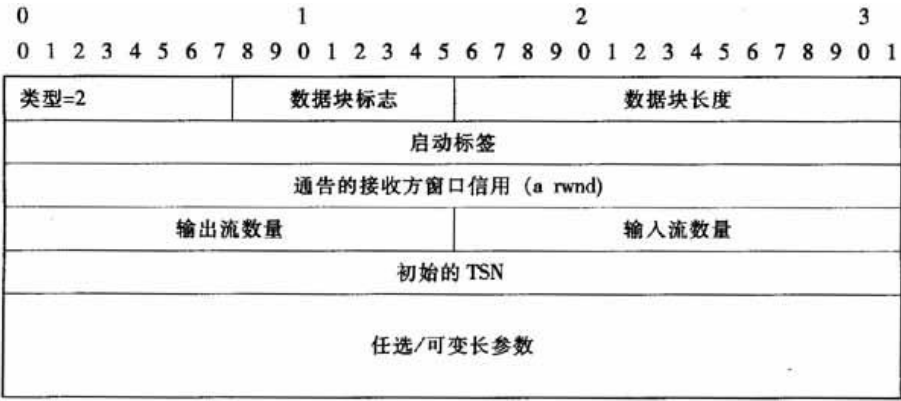 0 1 2 3
0 1 2 3 4 5 6 7 8 9 0 1 2 3 4 5 6 7 8 9 0 1 2 3 4 5 6 7 8 9 0 1
类型=2 数据块标志 数据块长度
启动标签
通告的接收方窗口信用 (a rwnd)
输出流数量 输入流数量
初始的 TSN
任选/可变长参数